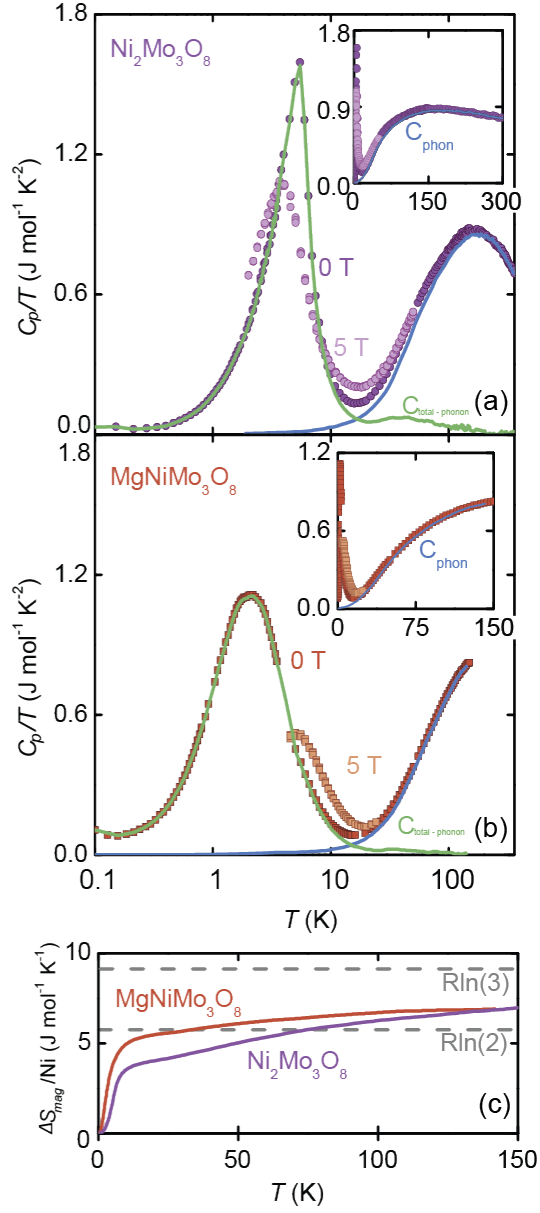 1.8
Ni2Mo3O8
1.8
0.9
0.0
0
150
300
Cphon
1.2
0.6
0.0
Cp/T (J mol-1 K-2)
0 T
5 T
Ctotal - phonon
(a)
1.8
MgNiMo3O8
1.2
0.6
0.0
0
75
150
Cphon
1.2
0.6
0.0
Cp/T (J mol-1 K-2)
0 T
5 T
Ctotal - phonon
(b)
0.1
1
10
100
T (K)
10
5
0
ΔSmag/Ni (J mol-1 K-1)
Rln(3)
MgNiMo3O8
Rln(2)
Ni2Mo3O8
(c)
0
50
100
150
T (K)